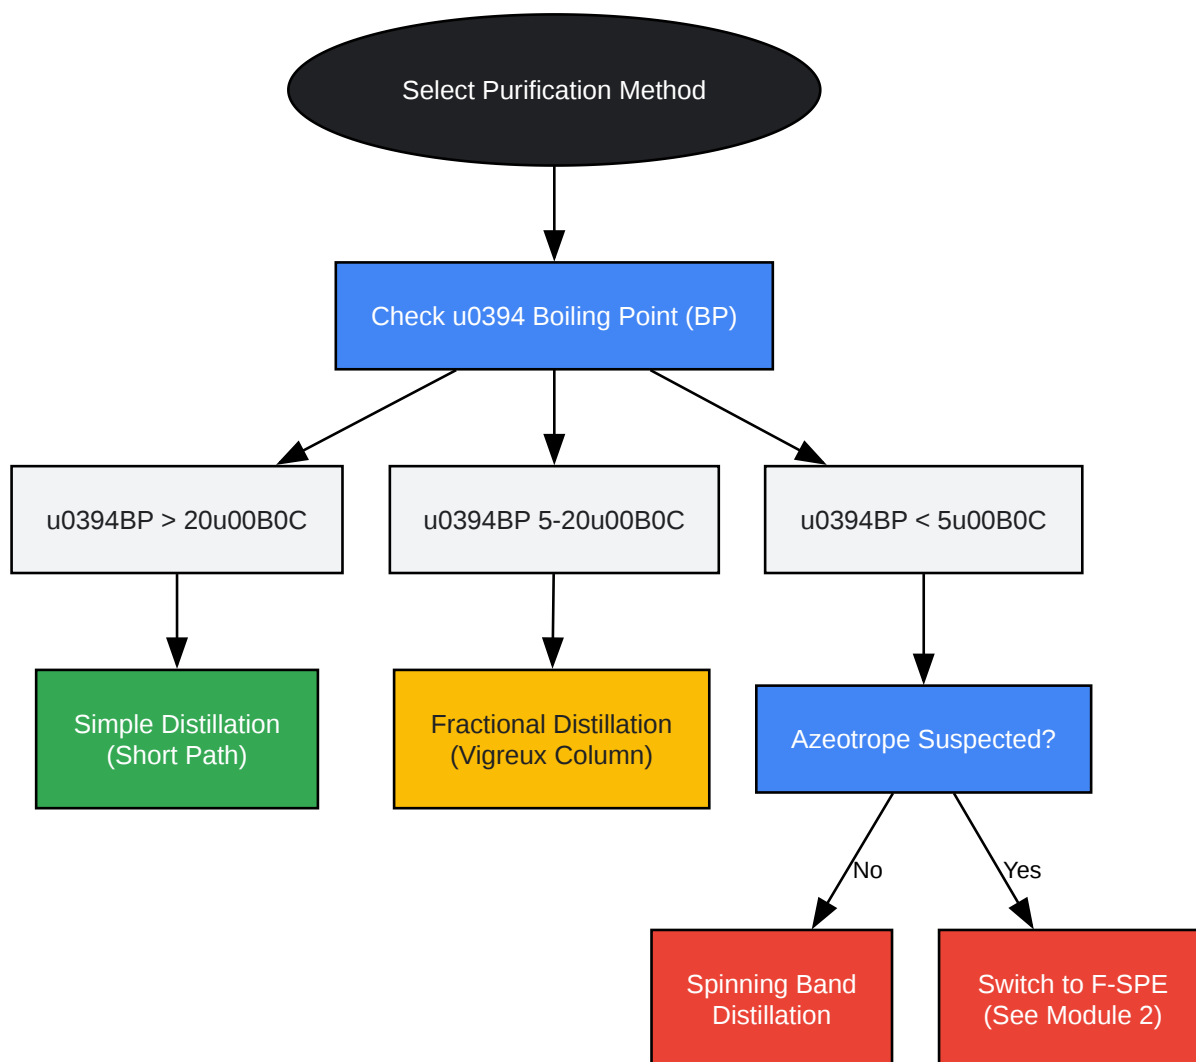 Select Purification Method
Check u0394 Boiling Point (BP)
u0394BP > 20u00B0C
u0394BP 5-20u00B0C
u0394BP < 5u00B0C
Simple Distillation
(Short Path)
Fractional Distillation
(Vigreux Column)
Azeotrope Suspected?
No
Yes
Spinning Band
Distillation
Switch to F-SPE
(See Module 2)